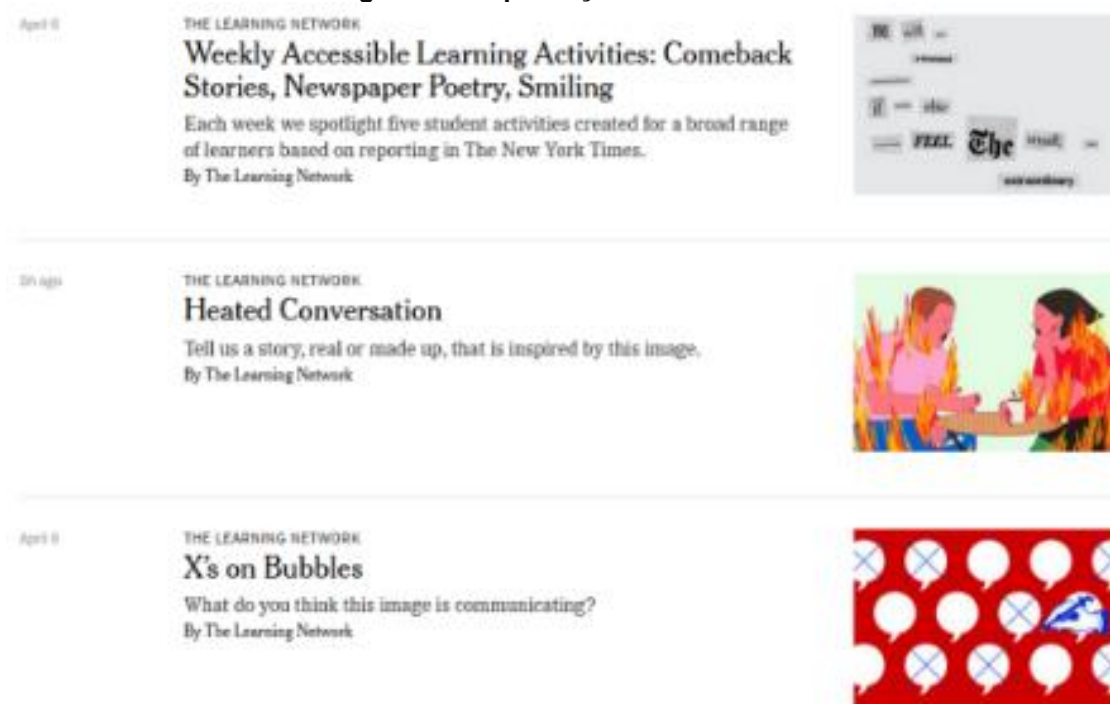 THE LEARNING NETWORK
Weekly Accessible Learning Activities: Comeback
Stories, Newspaper Poetry, Smiling
Each week we spotlight five student activities created for a broad range
of learners based on reporting in The New York Times.
By The Learning Network
FEEL The
extraordinary
THE LEARNING NETWORK
Heated Conversation
Tell us a story, real or made up, that is inspired by this image.
By The Learning Network
THE LEARNING NETWORK
X's on Bubbles
What do you think this image is communicating?
By The Learning Network